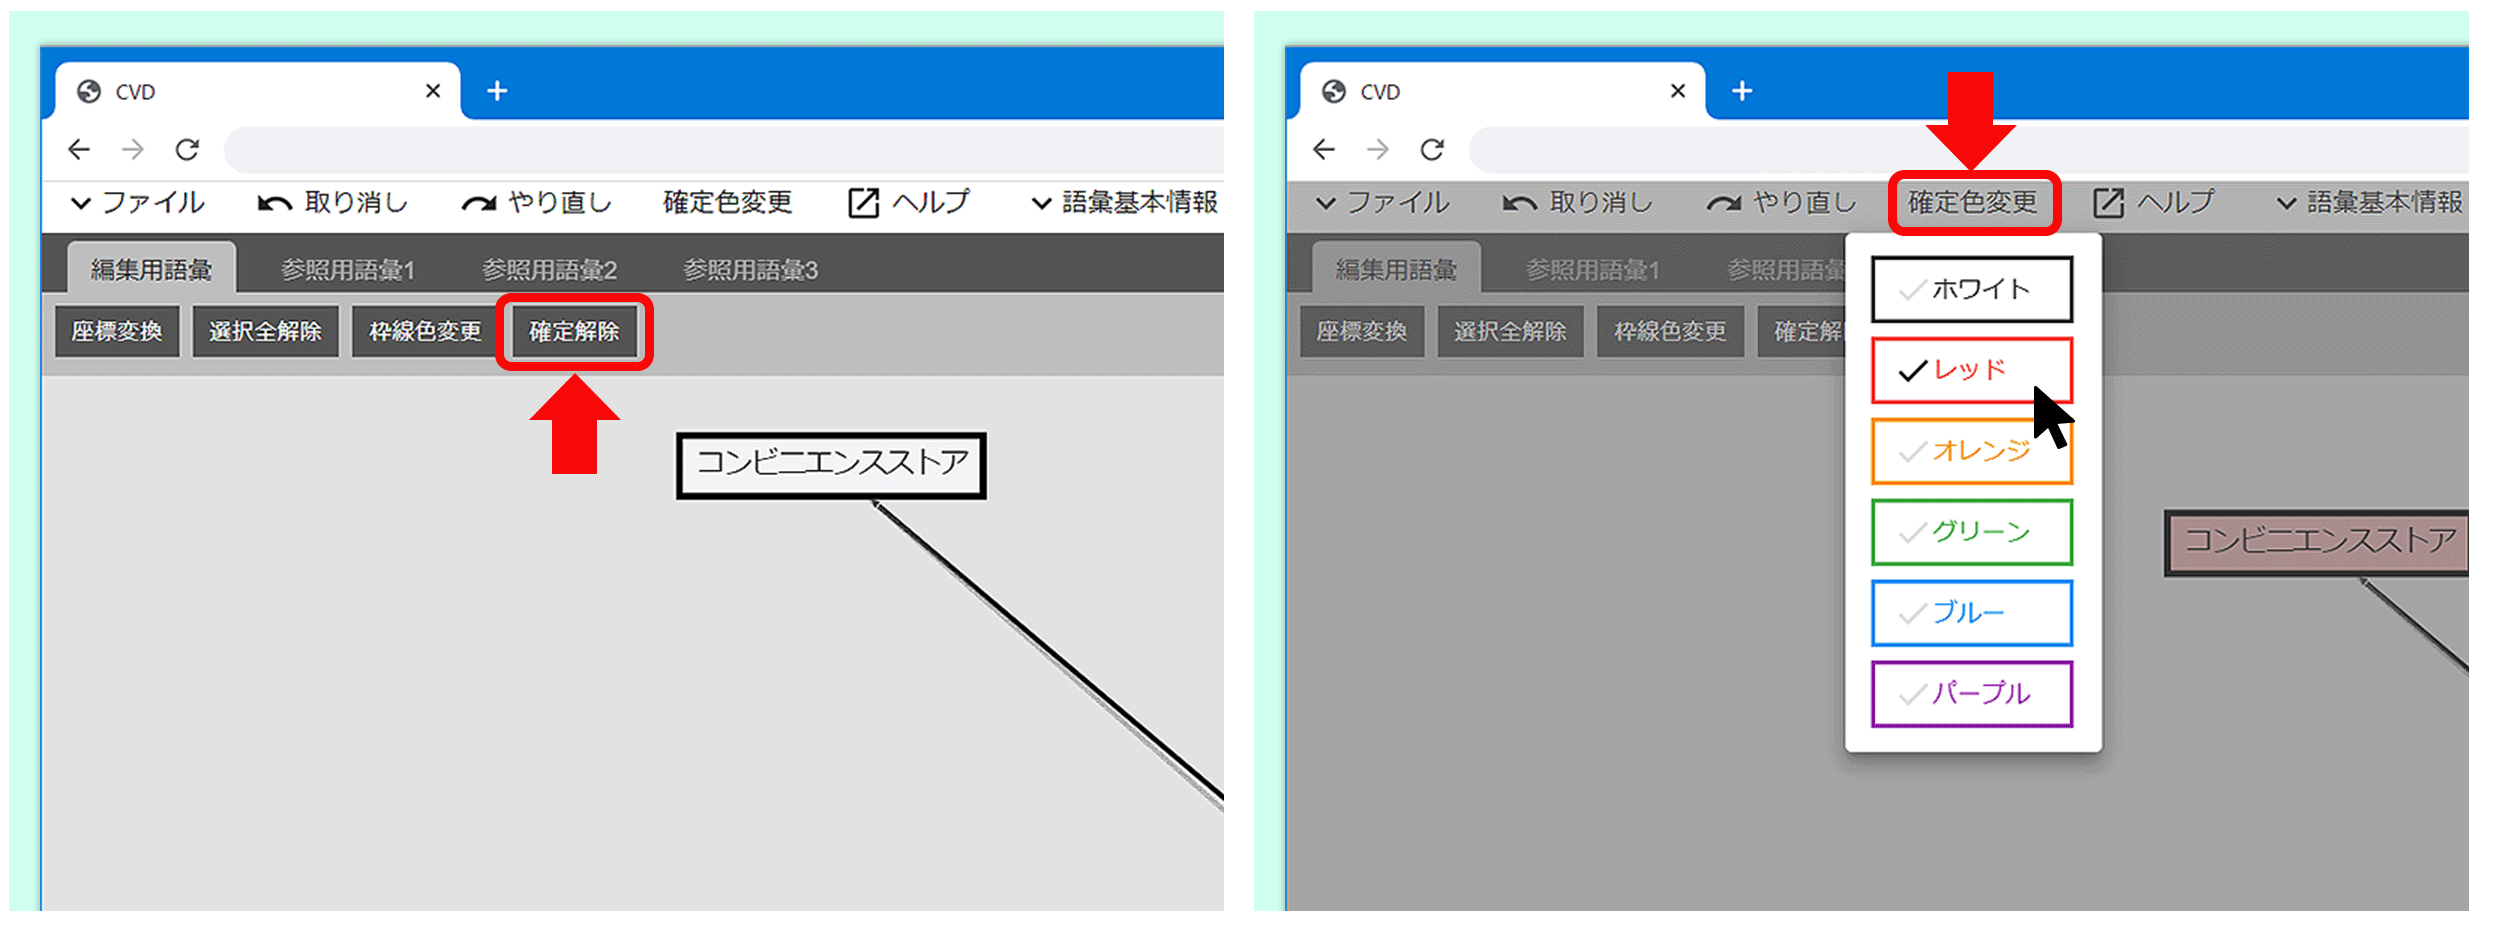 CVD
ファイル 取り消し やり直し 確定色変更 ヘルプ 語彙基本情報
編集用語彙 参照用語彙1 参照用語彙2 参照用語彙3
座標変換 選択全解除 枠線色変更 確定解除
コンビニエンスストア
CVD
ファイル 取り消し やり直し 確定色変更 ヘルプ 語彙基本情報
編集用語彙 参照用語彙1 参照用語彙
座標変換 選択全解除 枠線色変更 確定解
ホワイト
レッド
オレンジ
グリーン
ブルー
パープル
コンビニエンスストア